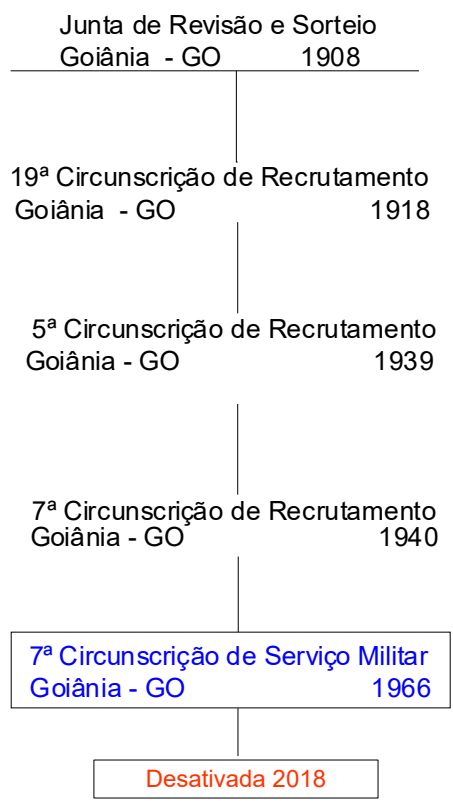 Junta de Revisão e Sorteio
Goiânia - GO 1908
19ª Circunscrição de Recrutamento
Goiânia - GO 1918
5ª Circunscrição de Recrutamento
Goiânia - GO 1939
7ª Circunscrição de Recrutamento
Goiânia - GO 1940
7ª Circunscrição de Serviço Militar
Goiânia - GO 1966
Desativada 2018